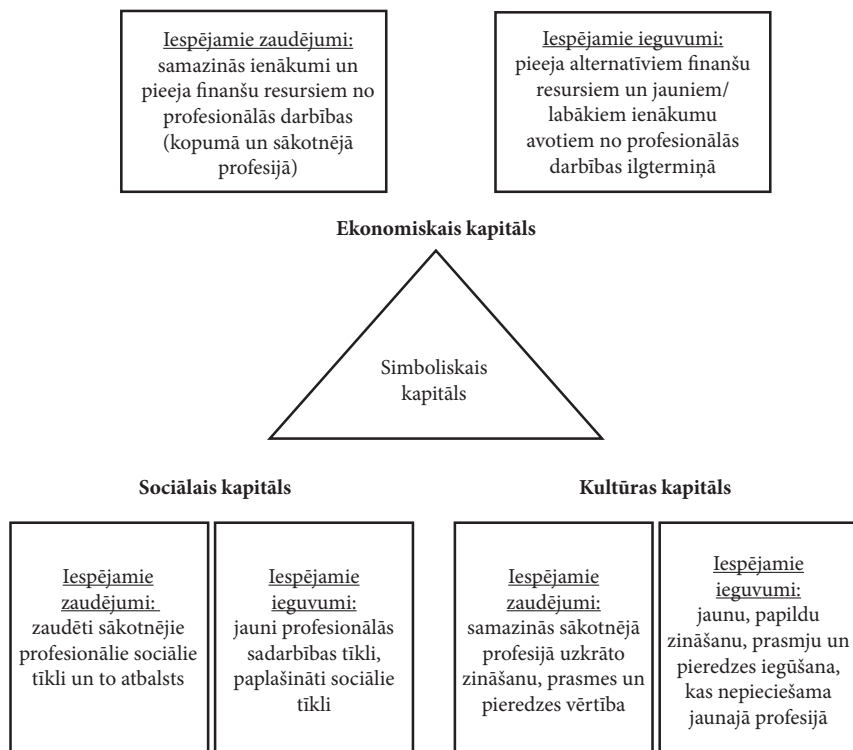 Iespējamie zaudējumi:
samazinās ienākumi un
pieeja finanšu resursiem no
profesionālās darbības
(kopumā un sākotnējā
profesijā)
Iespējamie ieguvumi:
pieeja alternatīviem finanšu
resursiem un jauniem/
labākiem ienākumu
avotiem no profesionālās
darbības ilgtermiņā
Ekonomiskais kapitāls
Simboliskais
kapitāls
Sociālais kapitāls
Kultūras kapitāls
Iespējamie
zaudējumi:
zaudēti sākotnējie
profesionālie sociālie
tīkli un to atbalsts
Iespējamie
ieguvumi:
jauni profesionālās
sadarbības tīkli,
paplašināti sociālie
tīkli
Iespējamie
zaudējumi:
samazinās sākotnējā
profesijā uzkrāto
zināšanu, prasmes un
pieredzes vērtība
Iespējamie
ieguvumi:
jaunu, papildu
zināšanu, prasmju un
pieredzes iegūšana,
kas nepieciešama
jaunajā profesijā